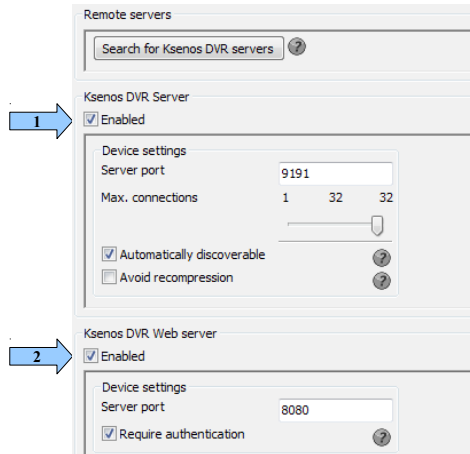 Remote servers
Search for Ksenos DVR servers ?
Ksenos DVR Server
1 Enabled
Device settings
Server port 9191
Max. connections 1 32 32
Automatically discoverable ?
Avoid recompression ?
Ksenos DVR Web server
2 Enabled
Device settings
Server port 8080
Require authentication ?